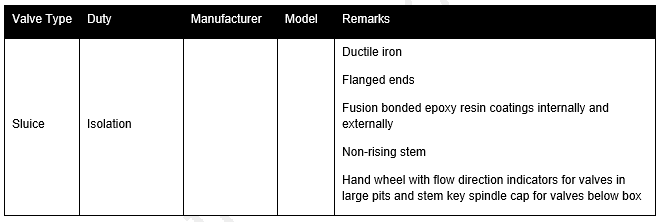 Valve Type Duty Manufacturer Model Remarks
Ductile iron
Flanged ends
Fusion bonded epoxy resin coatings internally and
externally
Sluice Isolation
Non-rising stem
Hand wheel with flow direction indicators for valves in
large pits and stem key spindle cap for valves below box